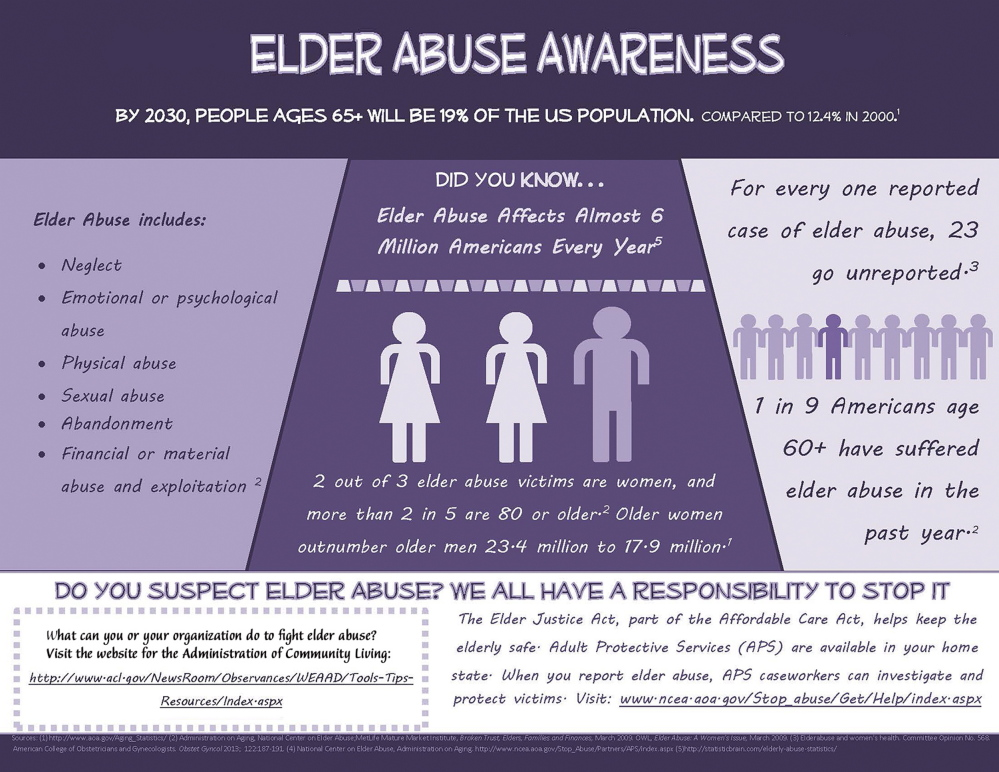 ELDER ABUSE AWARENESS
BY 2030, PEOPLE AGES 65+ WILL BE 19% OF THE US POPULATION. COMPARED TO 12.4% IN 2000.¹
Elder Abuse includes:
• Neglect
• Emotional or psychological
abuse
• Physical abuse
• Sexual abuse
• Abandonment
• Financial or material
abuse and exploitation ²
DID YOU KNOW...
Elder Abuse Affects Almost 6
Million Americans Every Year⁵
2 out of 3 elder abuse victims are women, and
more than 2 in 5 are 80 or older.² Older women
outnumber older men 23.4 million to 17.9 million.¹
For every one reported
case of elder abuse, 23
go unreported.³
1 in 9 Americans age
60+ have suffered
elder abuse in the
past year.²
DO YOU SUSPECT ELDER ABUSE? WE ALL HAVE A RESPONSIBILITY TO STOP IT
What can you or your organization do to fight elder abuse?
Visit the website for the Administration of Community Living:
http://www.acl.gov/NewsRoom/Observances/WEAAD/Tools-Tips-
Resources/Index.aspx
The Elder Justice Act, part of the Affordable Care Act, helps keep the
elderly safe. Adult Protective Services (APS) are available in your home
state. When you report elder abuse, APS caseworkers can investigate and
protect victims. Visit: www.ncea.aoa.gov/Stop_abuse/Get/Help/index.aspx
Sources: (1) http://www.aoa.gov/Aging_Statistics/ (2) Administration on Aging, National Center on Elder Abuse,MetLife Mature Market Institute, Broken Trust, Elders, Families and Finances, March 2009. OWL, Elder Abuse: A Women's Issue, March 2009. (3) Elderabuse and women's health. Committee Opinion No. 568.
American College of Obstetricians and Gynecologists. Obstet Gyncol 2013; 122:187-191. (4) National Center on Elder Abuse, Administration on Aging. http://www.ncea.aoa.gov/Stop_Abuse/Partners/APS/index.aspx (5)http://statisticbrain.com/elderly-abuse-statistics/